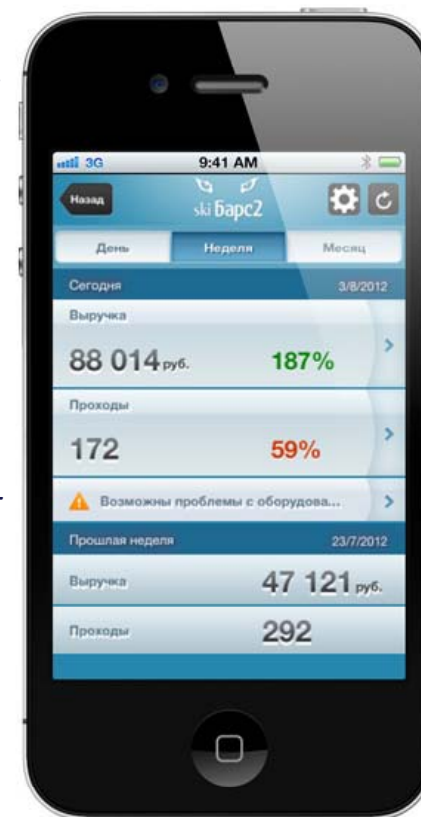 3G 9:41 AM
Назад
ski Барс2
День Неделя Месяц
Сегодня 3/8/2012
Выручка
88 014 руб. 187%
Проходы
172 59%
Возможны проблемы с оборудова...
Прошлая неделя 23/7/2012
Выручка 47 121 руб.
Проходы 292